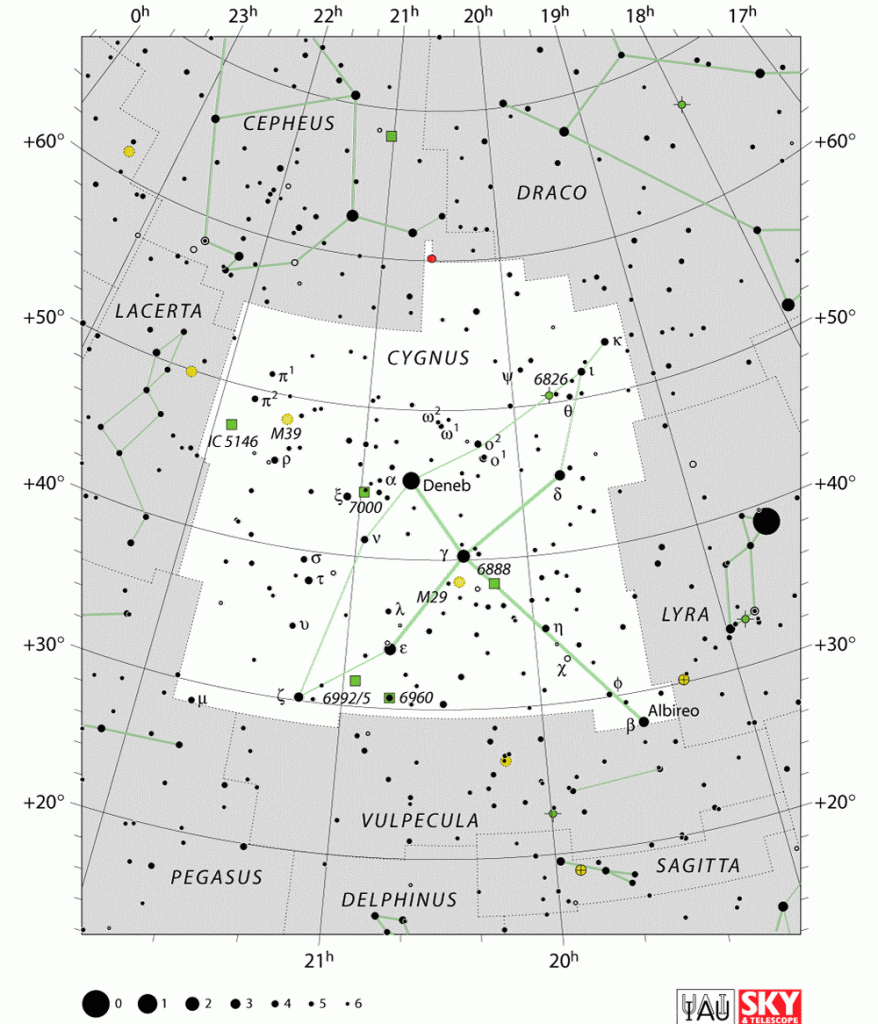 0h 23h 22h 21h 20h 19h 18h 17h
+60° +60°
CEPHEUS
DRACO
+50° +50°
LACERTA
CYGNUS
κ
π¹ ψ 6826 ι
π² θ
ω² ω¹
IC 5146 M39
ο² ο¹
ρ
+40° +40°
α Deneb δ
ξ 7000
ν
γ
σ 6888
τ M29
λ LYRA
υ η
+30° +30°
ε
χ
φ
μ ζ 6992/5 6960 Albireo
β
+20° +20°
VULPECULA
SAGITTA
PEGASUS
DELPHINUS
21h 20h
0 1 2 3 4 5 6
IAU SKY
& TELESCOPE